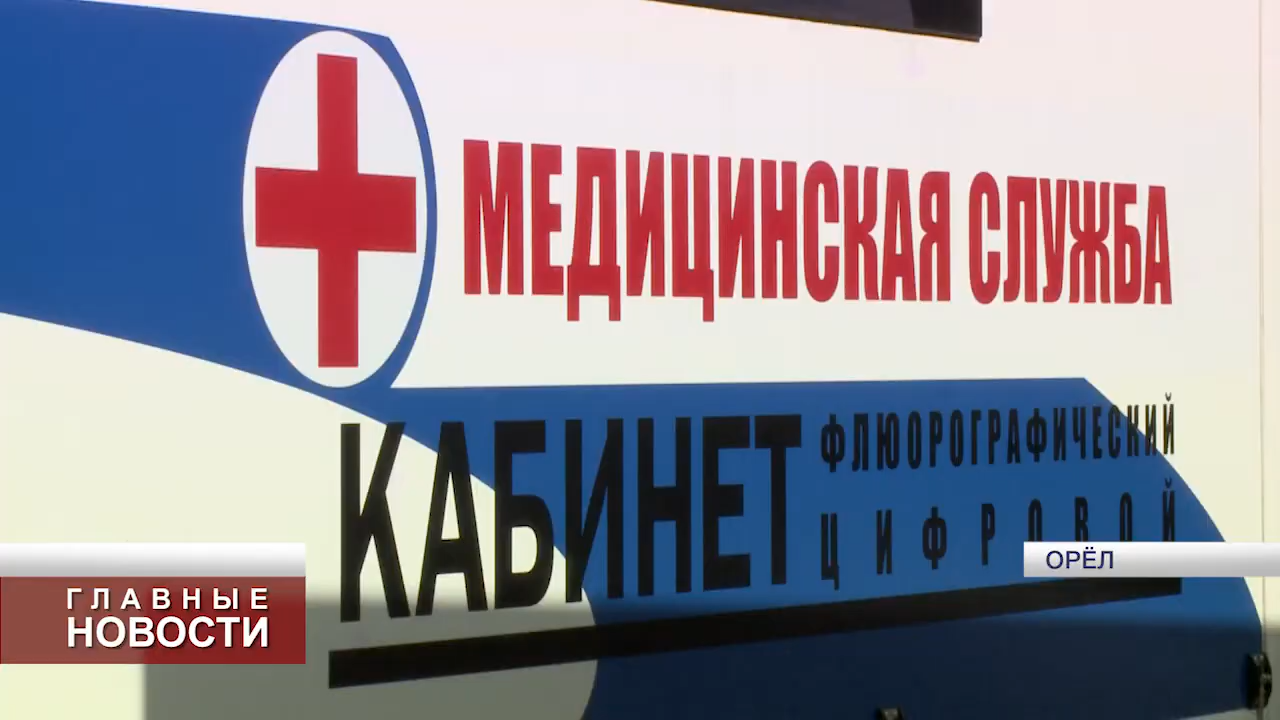 МЕДИЦИНСКАЯ СЛУЖБА
КАБИНЕТ ФЛЮОРОГРАФИЧЕСКИЙ
ЦИФРОВОЙ
ОРЁЛ
ГЛАВНЫЕ
НОВОСТИ